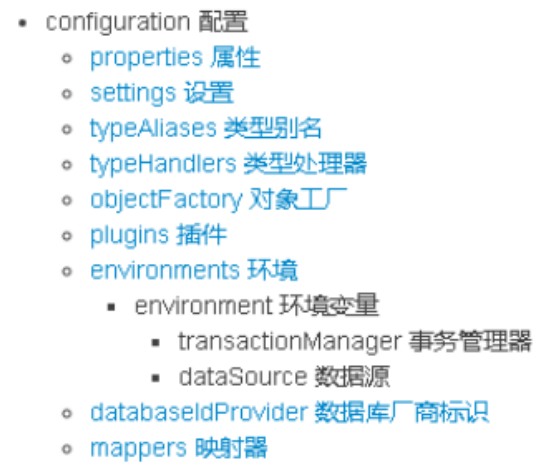 configuration 配置
properties 属性
settings 设置
typeAliases 类型别名
typeHandlers 类型处理器
objectFactory 对象工厂
plugins 插件
environments 环境
environment 环境变量
transactionManager 事务管理器
dataSource 数据源
databaseIdProvider 数据库厂商标识
mappers 映射器